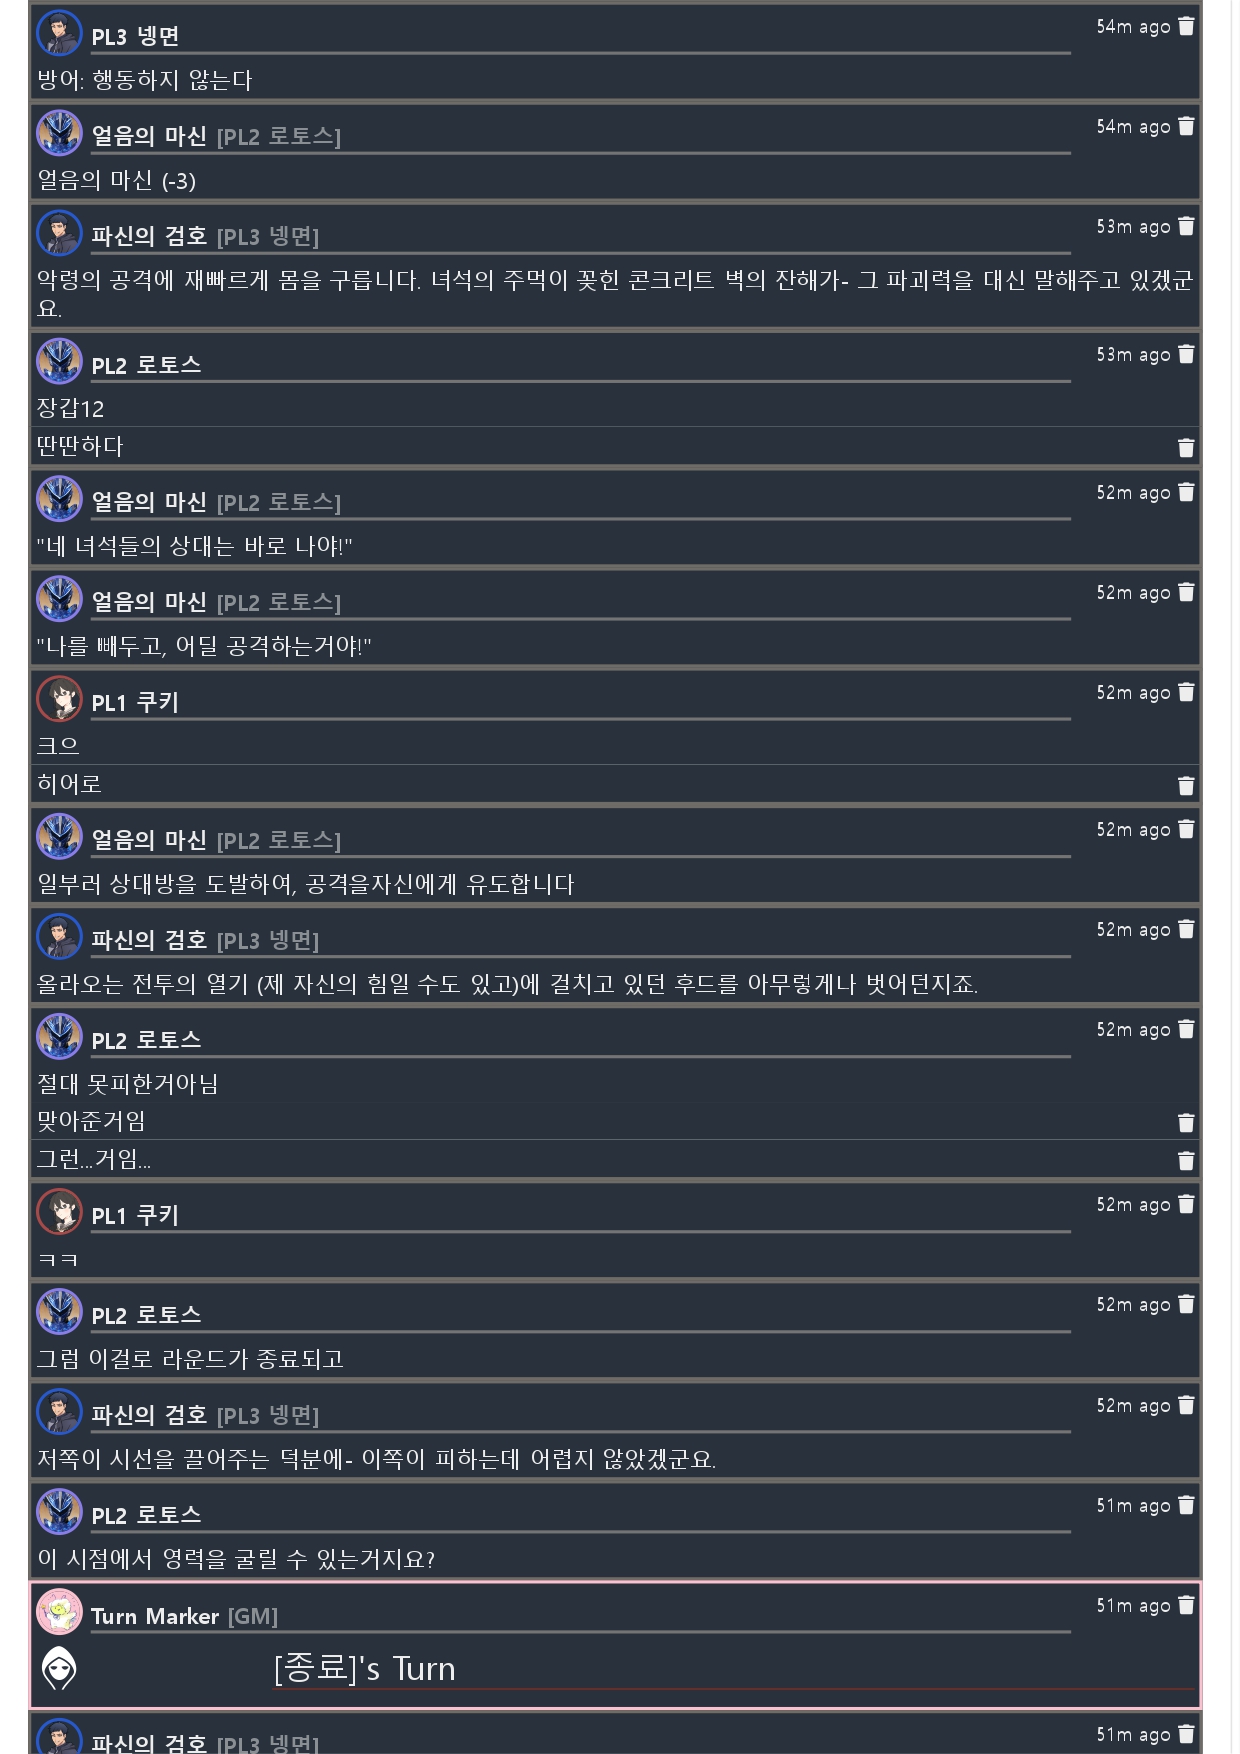 PL3 넹면
54m ago
방어: 행동하지 않는다
얼음의 마신 [PL2 로토스]
54m ago
얼음의 마신 (-3)
파신의 검호 [PL3 넹면]
53m ago
악령의 공격에 재빠르게 몸을 구릅니다. 녀석의 주먹이 꽃힌 콘크리트 벽의 잔해가- 그 파괴력을 대신 말해주고 있겠군
요.
PL2 로토스
53m ago
장갑12
딴딴하다
얼음의 마신 [PL2 로토스]
52m ago
"네 녀석들의 상대는 바로 나야!"
얼음의 마신 [PL2 로토스]
52m ago
"나를 빼두고, 어딜 공격하는거야!"
PL1 쿠키
52m ago
크으
히어로
얼음의 마신 [PL2 로토스]
52m ago
일부러 상대방을 도발하여, 공격을자신에게 유도합니다
파신의 검호 [PL3 넹면]
52m ago
올라오는 전투의 열기 (제 자신의 힘일 수도 있고)에 걸치고 있던 후드를 아무렇게나 벗어던지죠.
PL2 로토스
52m ago
절대 못피한거아님
맞아준거임
그런...거임...
PL1 쿠키
52m ago
ㅋㅋ
PL2 로토스
52m ago
그럼 이걸로 라운드가 종료되고
파신의 검호 [PL3 넹면]
52m ago
저쪽이 시선을 끌어주는 덕분에- 이쪽이 피하는데 어렵지 않았겠군요.
PL2 로토스
51m ago
이 시점에서 영력을 굴릴 수 있는거지요?
Turn Marker [GM]
51m ago
[종료]'s Turn
파신의 검호 [PL3 넹면]
51m ago